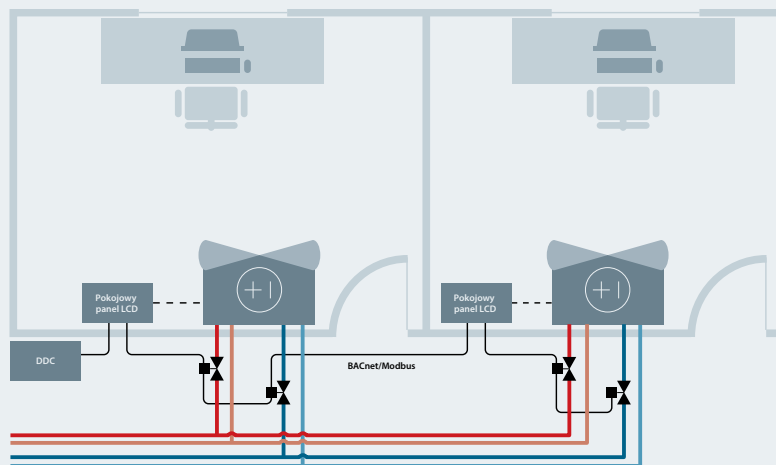 Pokojowy
panel LCD
Pokojowy
panel LCD
DDC
BACnet/Modbus